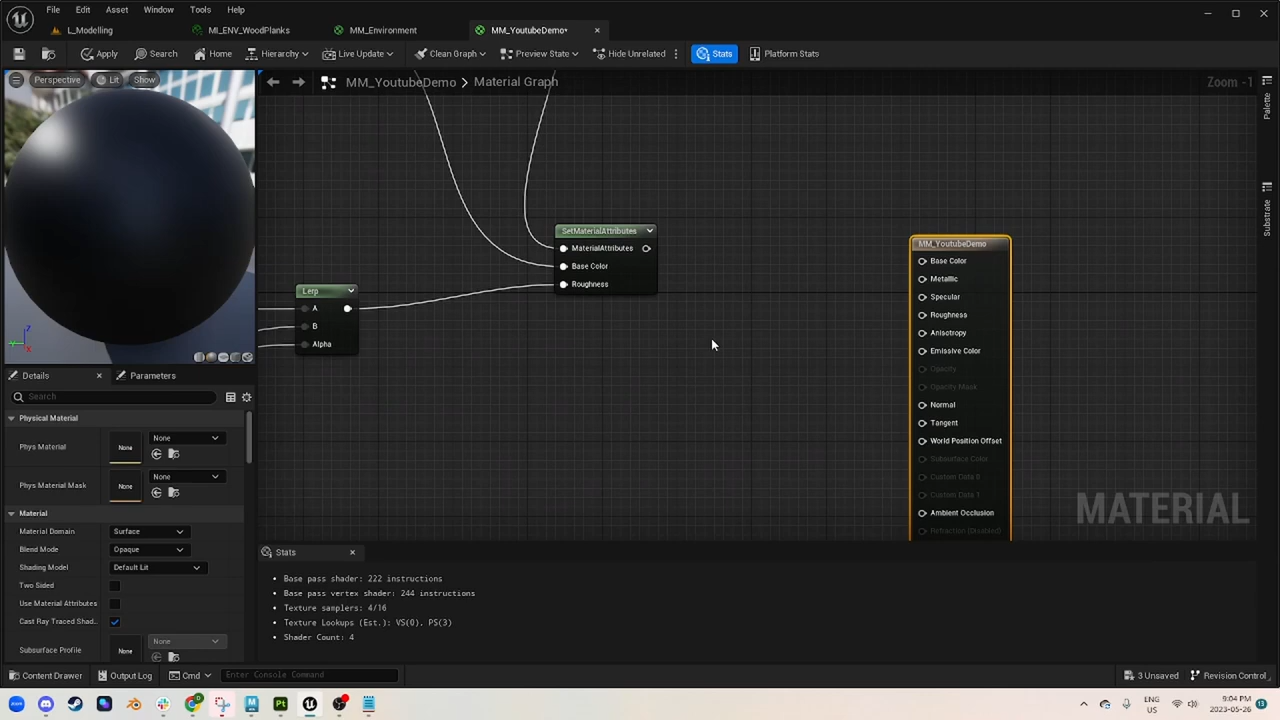 File Edit Asset Window Tools Help
L_Modelling MI_ENV_WoodPlanks MM_Environment MM_YoutubeDemo*
Apply Search Home Hierarchy Live Update Clean Graph Preview State Hide Unrelated Stats Platform Stats
Perspective Lit Show
MM_YoutubeDemo > Material Graph
Zoom -1
Palette
Substrate
SetMaterialAttributes
MaterialAttributes
Base Color
Roughness
Lerp
A
B
Alpha
MM_YoutubeDemo
Base Color
Metallic
Specular
Roughness
Anisotropy
Emissive Color
Opacity
Opacity Mask
Normal
Tangent
World Position Offset
Subsurface Color
Custom Data 0
Custom Data 1
Ambient Occlusion
Refraction (Disabled)
MATERIAL
Details Parameters
Search
Physical Material
Phys Material None None
Phys Material Mask None None
Material
Material Domain Surface
Blend Mode Opaque
Shading Model Default Lit
Two Sided
Use Material Attributes
Cast Ray Traced Shad..
Subsurface Profile None None
Stats
Base pass shader: 222 instructions
Base pass vertex shader: 244 instructions
Texture samplers: 4/16
Texture Lookups (Est.): VS(0), PS(3)
Shader Count: 4
Content Drawer Output Log Cmd Enter Console Command 3 Unsaved Revision Control
ENG
US
9:04 PM
2023-05-26
13